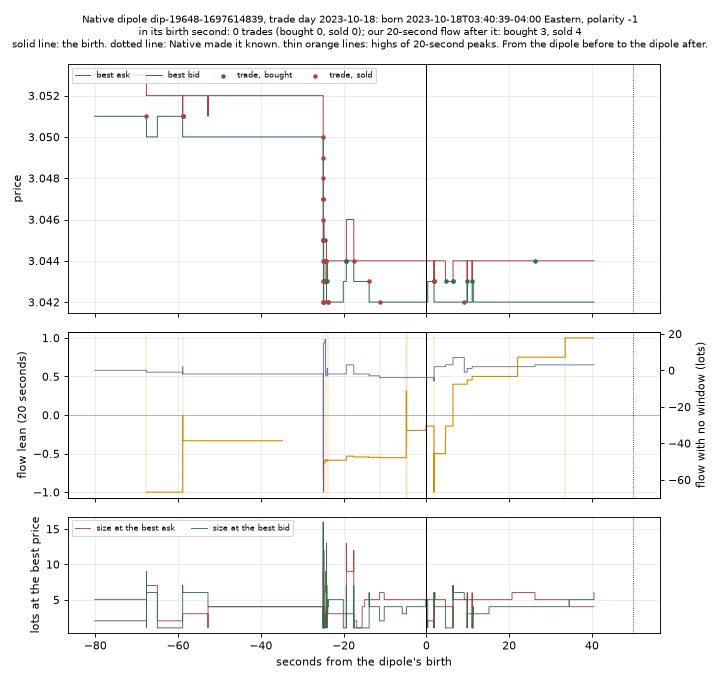 Native dipole dip-19648-1697614839, trade day 2023-10-18: born 2023-10-18T03:40:39-04:00 Eastern, polarity -1
in its birth second: 0 trades (bought 0, sold 0); our 20-second flow after it: bought 3, sold 4
solid line: the birth. dotted line: Native made it known. thin orange lines: highs of 20-second peaks. From the dipole before to the dipole after.
best ask
best bid
trade, bought
trade, sold
3.052
3.050
3.048
3.046
3.044
3.042
price
1.0
0.5
0.0
−0.5
−1.0
flow lean (20 seconds)
20
0
−20
−40
−60
flow with no window (lots)
size at the best ask
size at the best bid
15
10
5
lots at the best price
−80
−60
−40
−20
0
20
40
seconds from the dipole's birth